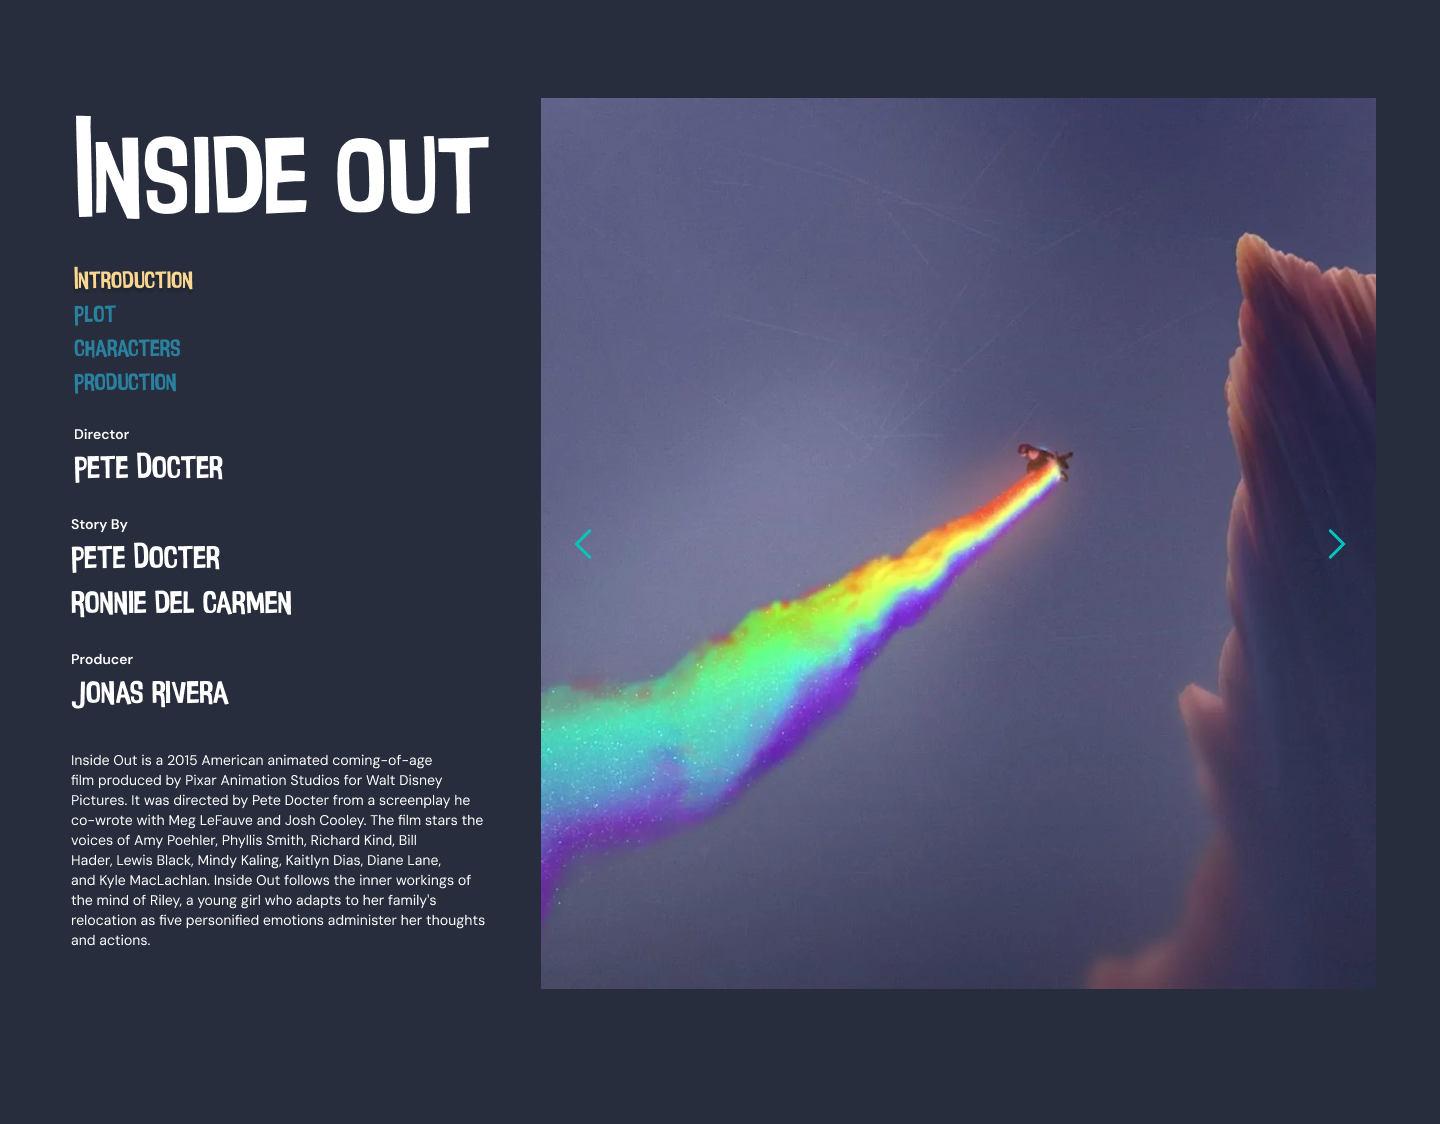 Inside out
Introduction
plot
characters
production
Director
Pete Docter
Story By
Pete Docter
Ronnie del Carmen
Producer
Jonas Rivera
Inside Out is a 2015 American animated coming-of-age
film produced by Pixar Animation Studios for Walt Disney
Pictures. It was directed by Pete Docter from a screenplay he
co-wrote with Meg LeFauve and Josh Cooley. The film stars the
voices of Amy Poehler, Phyllis Smith, Richard Kind, Bill
Hader, Lewis Black, Mindy Kaling, Kaitlyn Dias, Diane Lane,
and Kyle MacLachlan. Inside Out follows the inner workings of
the mind of Riley, a young girl who adapts to her family's
relocation as five personified emotions administer her thoughts
and actions.